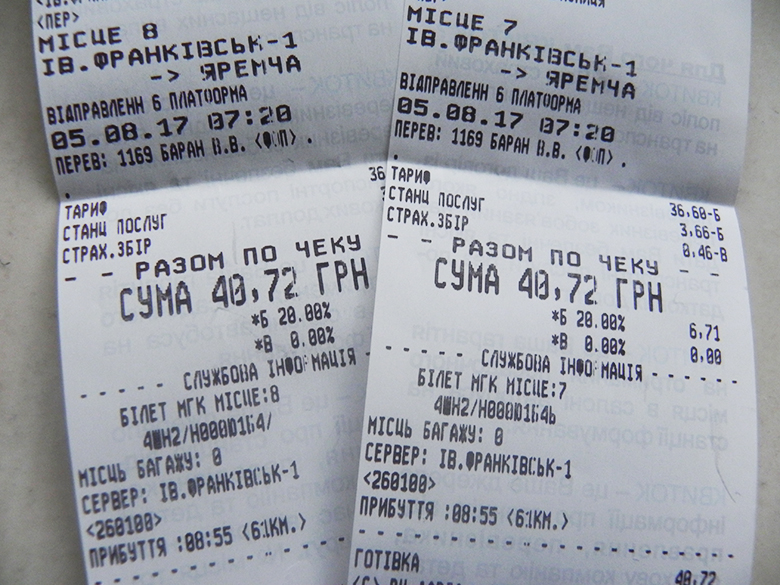 <ПЕР>
МІСЦЕ 8
ІВ.ФРАНКІВСЬК-1
-> ЯРЕМЧА
ВІДПРАВЛЕНН 6 ПЛАТФОРМА
05.08.17 07:20
ПЕРЕВ: 1169 БАРАН В.В. <ФОП>
.
ТАРИФ 36
СТАНЦ ПОСЛУГ 3
СТРАХ.ЗБІР
- - РАЗОМ ПО ЧЕКУ
СУМА 40,72 ГРН
*Б 20.00%
*В 0.00%
- - - - - СЛУЖБОВА ІНФОРМАЦІЯ
БІЛЕТ МГК МІСЦЕ:8
4ШН2/Н000Ю1Б4/
МІСЦЬ БАГАЖУ: 0
СЕРВЕР: ІВ.ФРАНКІВСЬК-1
<260100>
ПРИБУТТЯ :08:55 <61КМ.>
МІСЦЕ 7
ІВ.ФРАНКІВСЬК-1
-> ЯРЕМЧА
ВІДПРАВЛЕНН 6 ПЛАТФОРМА
05.08.17 07:20
ПЕРЕВ: 1169 БАРАН В.В. <ФОП> .
.
ТАРИФ 36,60-Б
СТАНЦ ПОСЛУГ 3,66-Б
СТРАХ.ЗБІР 0,46-В
- - РАЗОМ ПО ЧЕКУ - -
СУМА 40,72 ГРН
*Б 20.00% 6,71
*В 0.00% 0,00
- - - - - СЛУЖБОВА ІНФОРМАЦІЯ - - - - -
БІЛЕТ МГК МІСЦЕ:7
4ШН2/Н000Ю1Б4Ь
МІСЦЬ БАГАЖУ: 0
СЕРВЕР: ІВ.ФРАНКІВСЬК-1
<260100>
ПРИБУТТЯ :08:55 <61КМ.>
ГОТІВКА 40,72